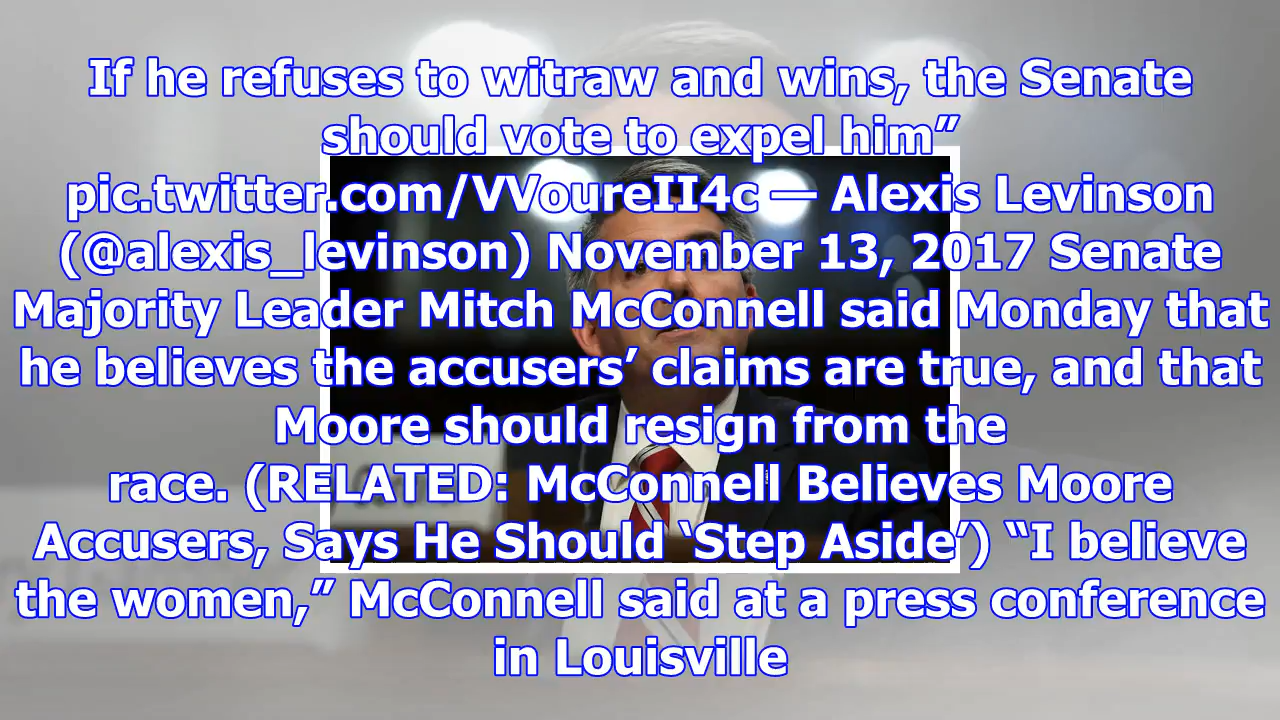 If he refuses to witraw and wins, the Senate
should vote to expel him”
pic.twitter.com/VVoureII4c — Alexis Levinson
(@alexis_levinson) November 13, 2017 Senate
Majority Leader Mitch McConnell said Monday that
he believes the accusers’ claims are true, and that
Moore should resign from the
race. (RELATED: McConnell Believes Moore
Accusers, Says He Should ‘Step Aside’) “I believe
the women,” McConnell said at a press conference
in Louisville